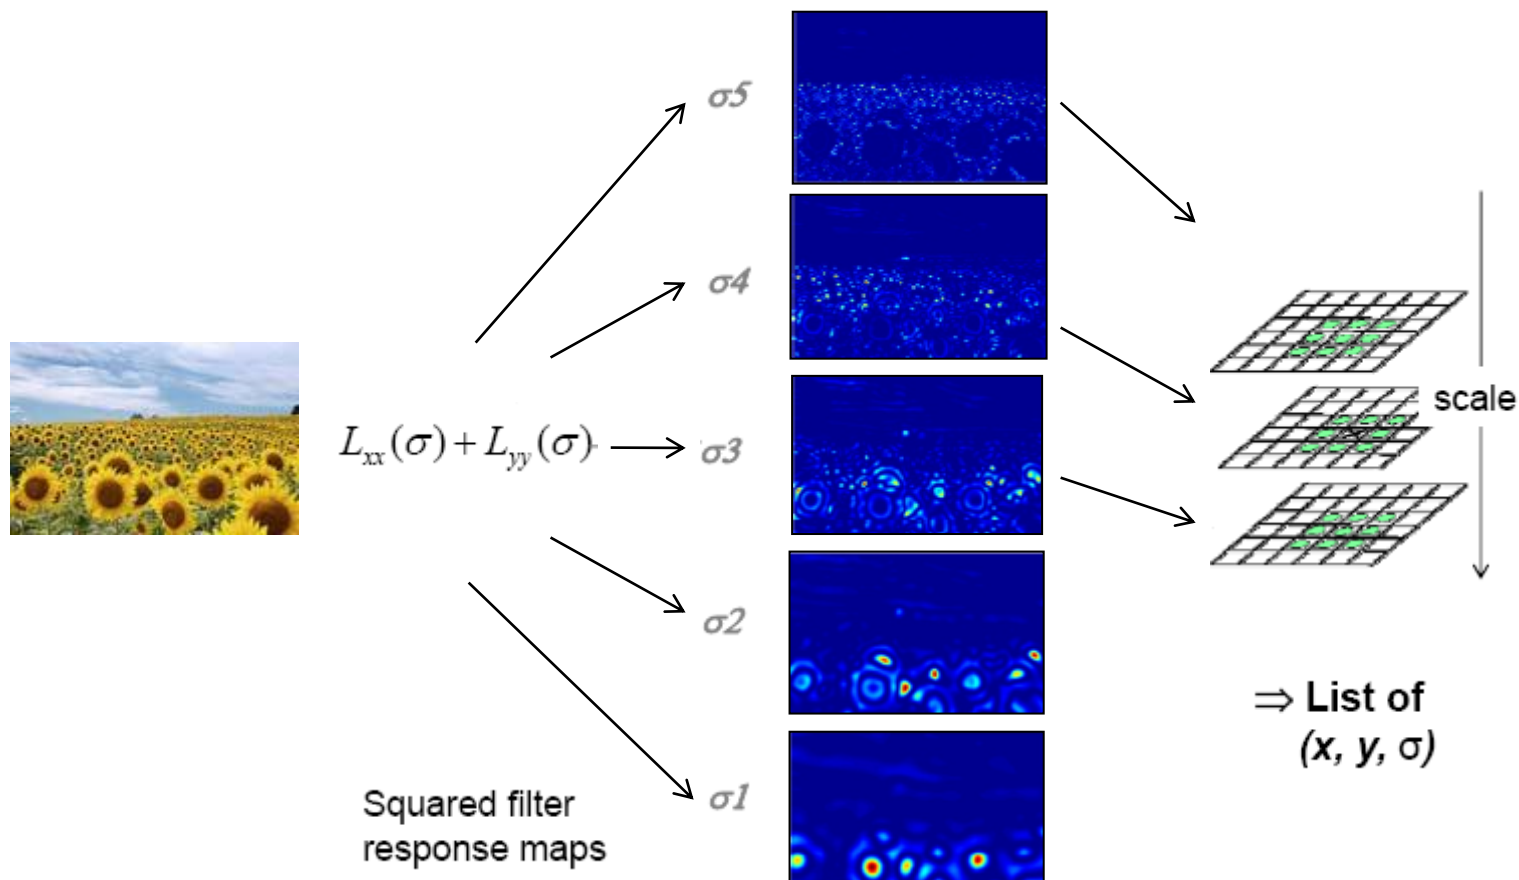 σ5
σ4
L_xx(σ) + L_yy(σ)
σ3
scale
σ2
⇒ List of
(x, y, σ)
σ1
Squared filter
response maps